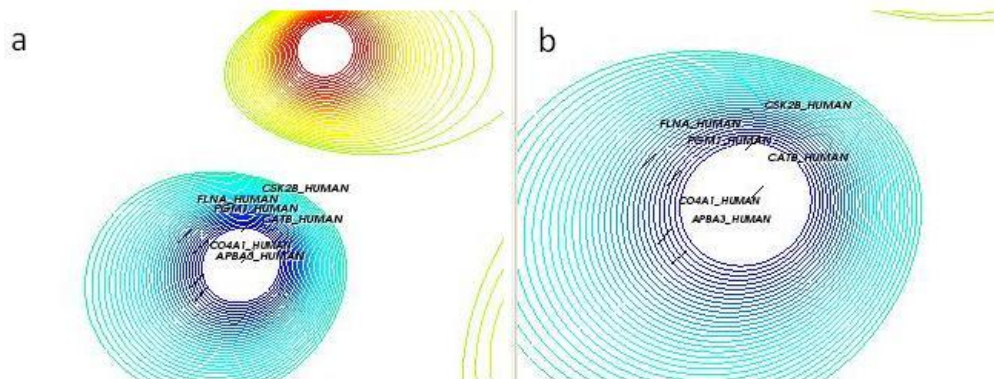 a
CSK2B_HUMAN
FLNA_HUMAN
PGM1_HUMAN
CATB_HUMAN
CO4A1_HUMAN
APBA3_HUMAN
b
CSK2B_HUMAN
FLNA_HUMAN
PGM1_HUMAN
CATB_HUMAN
CO4A1_HUMAN
APBA3_HUMAN